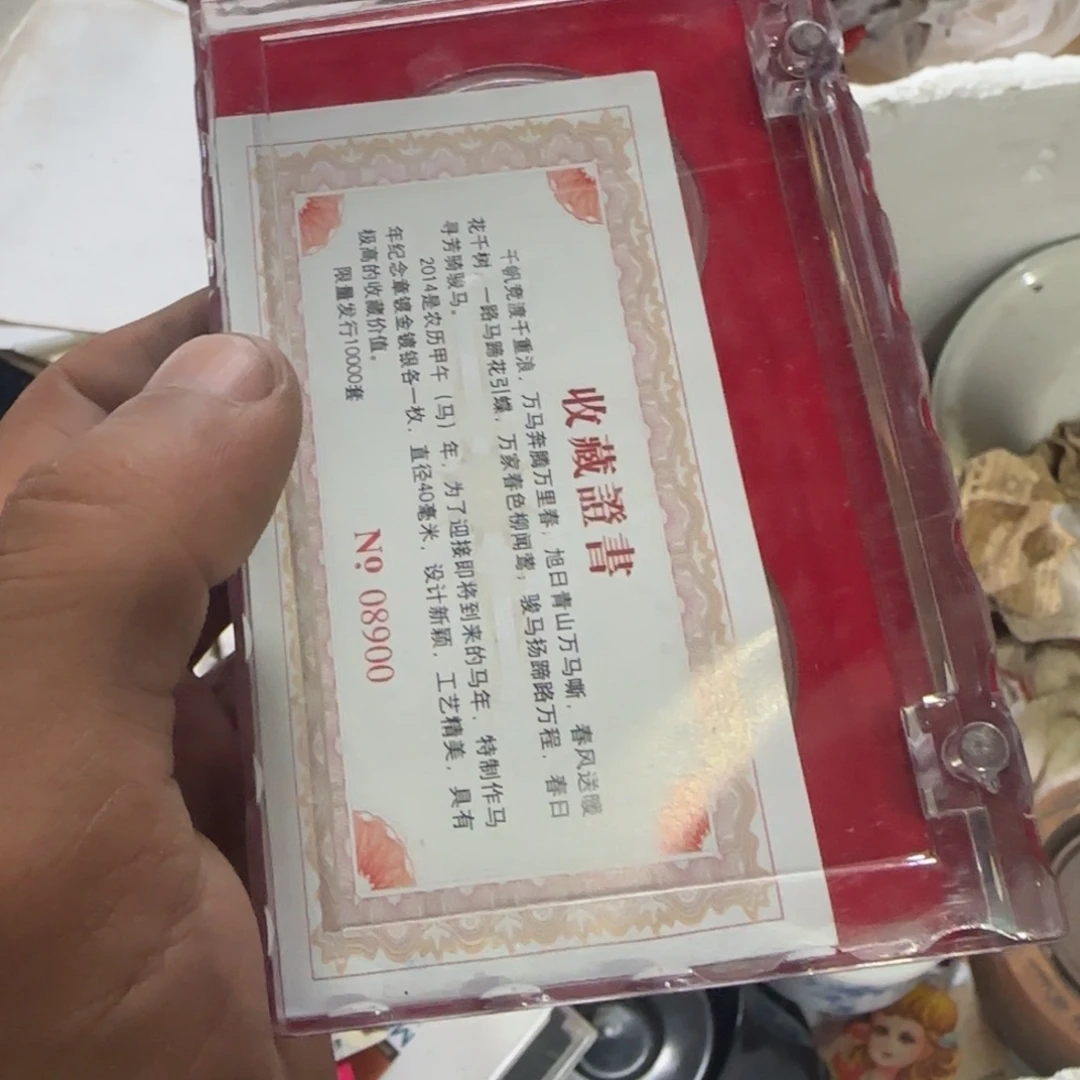 收藏證書
千帆竞渡千重浪，万马奔腾万里春；旭日青山万马嘶，春风送暖
花千树，一路马蹄花引蝶，万家春色柳闻莺；骏马扬蹄路万程，春日
寻芳骑骏马。
2014是农历甲午（马）年，为了迎接即将到来的马年，特制作马
年纪念章镀金镀银各一枚，直径40毫米，设计新颖，工艺精美，具有
极高的收藏价值。
限量发行10000套
№ 08900